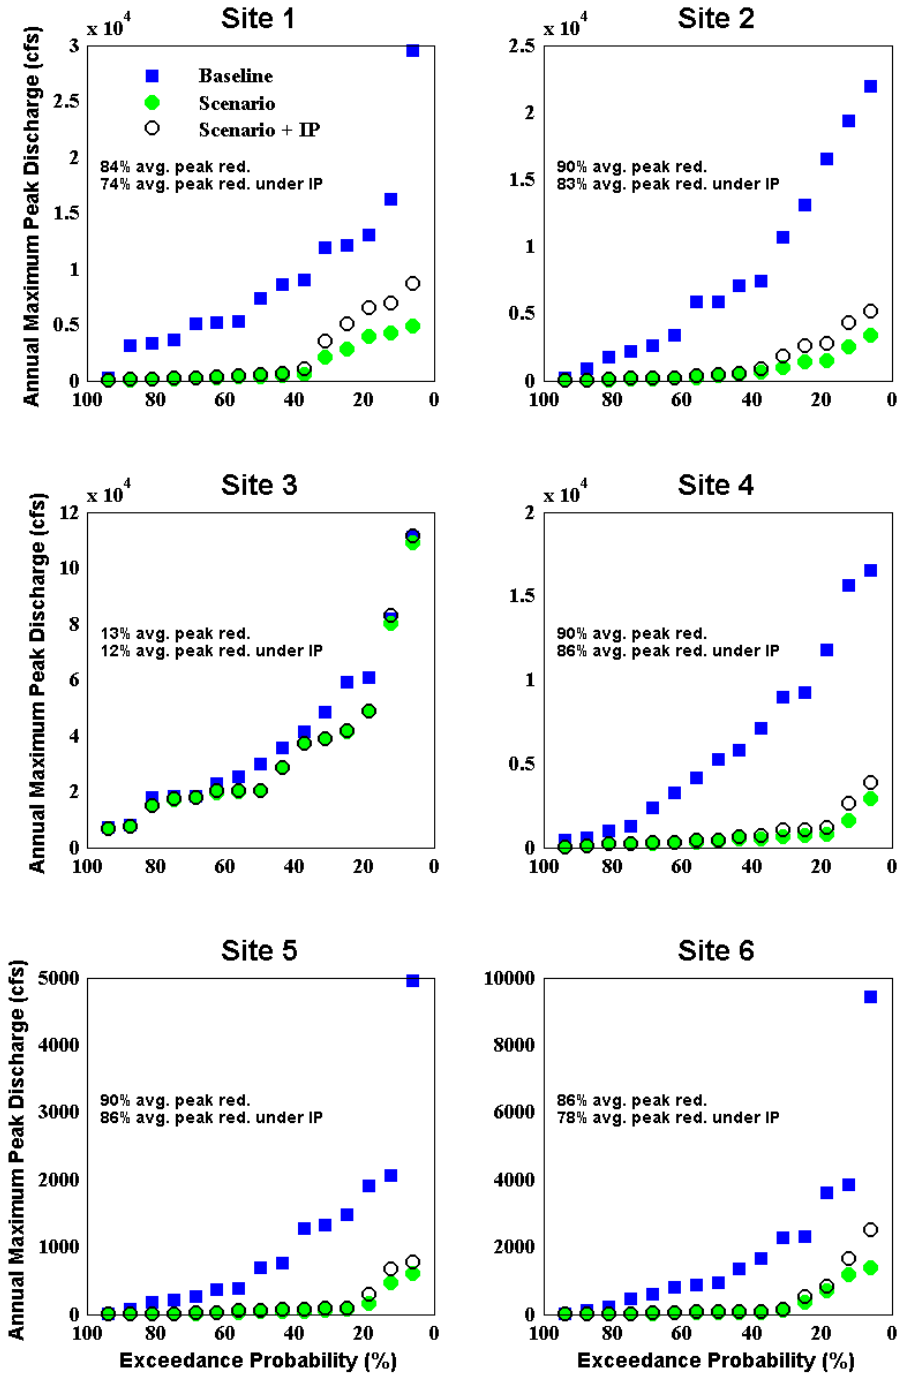 Site 1
x 10^4
Annual Maximum Peak Discharge (cfs)
3
2.5
2
1.5
1
0.5
0
100
80
60
40
20
0
Baseline
Scenario
Scenario + IP
84% avg. peak red.
74% avg. peak red. under IP
Site 2
x 10^4
2.5
2
1.5
1
0.5
0
100
80
60
40
20
0
90% avg. peak red.
83% avg. peak red. under IP
Site 3
x 10^4
Annual Maximum Peak Discharge (cfs)
12
10
8
6
4
2
0
100
80
60
40
20
0
13% avg. peak red.
12% avg. peak red. under IP
Site 4
x 10^4
2
1.5
1
0.5
0
100
80
60
40
20
0
90% avg. peak red.
86% avg. peak red. under IP
Site 5
Annual Maximum Peak Discharge (cfs)
5000
4000
3000
2000
1000
0
100
80
60
40
20
0
90% avg. peak red.
86% avg. peak red. under IP
Exceedance Probability (%)
Site 6
10000
8000
6000
4000
2000
0
100
80
60
40
20
0
86% avg. peak red.
78% avg. peak red. under IP
Exceedance Probability (%)